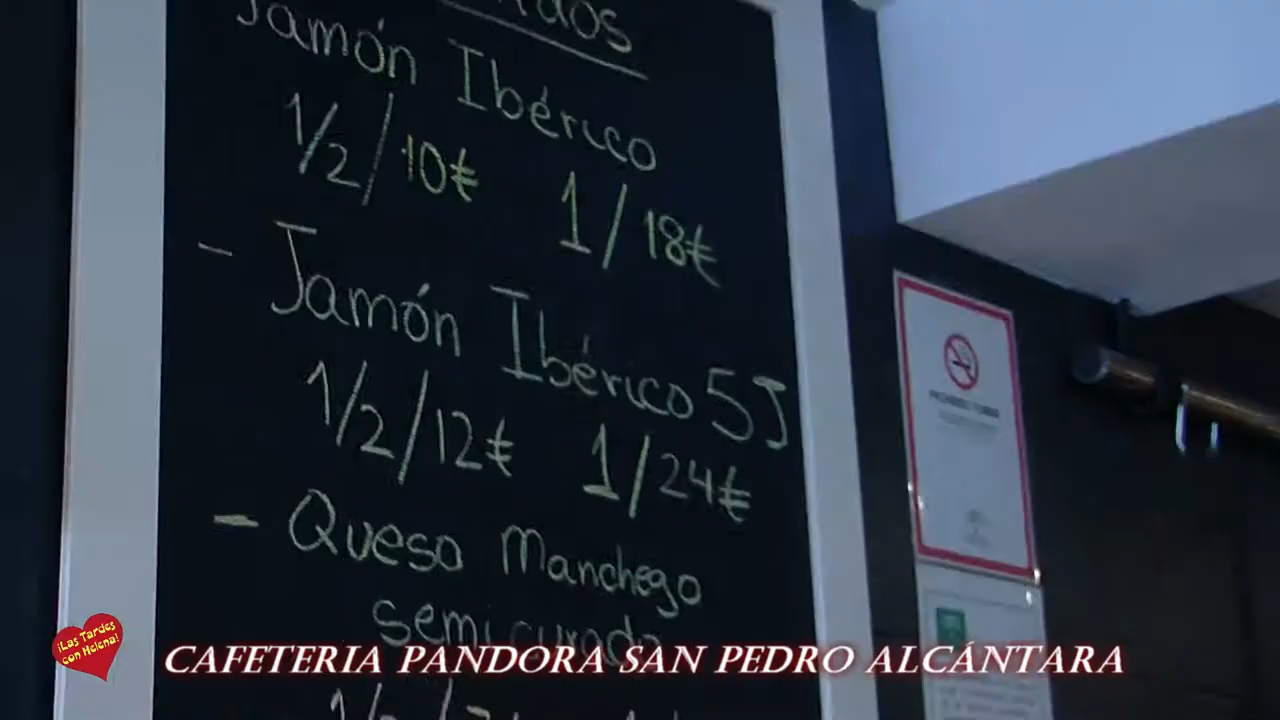 Jamón Ibérico
1/2/10€ 1/18€
- Jamón Ibérico 5J
1/2/12€ 1/24€
- Queso Manchego
semicurado
¡Las Tardes
con Helena!
CAFETERIA PANDORA SAN PEDRO ALCÁNTARA